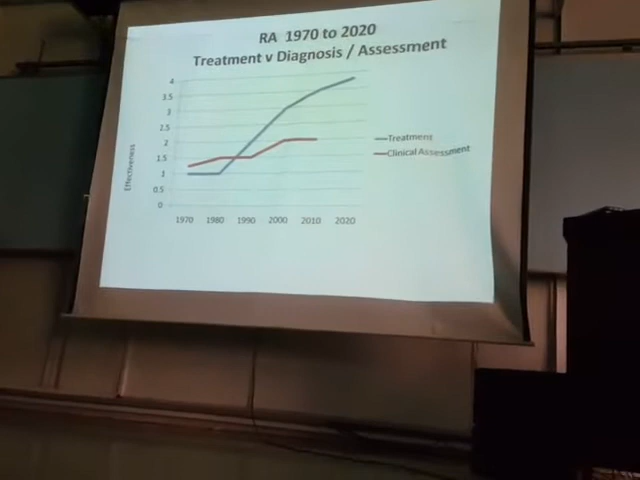 RA 1970 to 2020
Treatment v Diagnosis / Assessment
4
3.5
3
2.5
2
1.5
1
0.5
0
Effectiveness
1970 1980 1990 2000 2010 2020
Treatment
Clinical Assessment